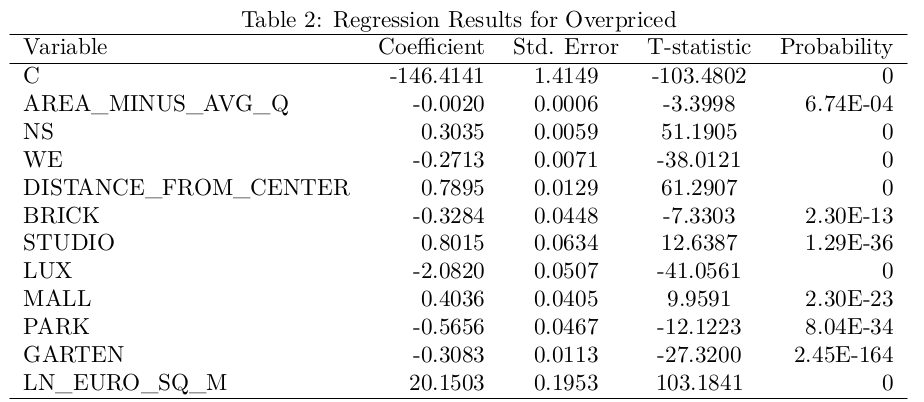 Table 2: Regression Results for Overpriced
Variable Coefficient Std. Error T-statistic Probability
C -146.4141 1.4149 -103.4802 0
AREA_MINUS_AVG_Q -0.0020 0.0006 -3.3998 6.74E-04
NS 0.3035 0.0059 51.1905 0
WE -0.2713 0.0071 -38.0121 0
DISTANCE_FROM_CENTER 0.7895 0.0129 61.2907 0
BRICK -0.3284 0.0448 -7.3303 2.30E-13
STUDIO 0.8015 0.0634 12.6387 1.29E-36
LUX -2.0820 0.0507 -41.0561 0
MALL 0.4036 0.0405 9.9591 2.30E-23
PARK -0.5656 0.0467 -12.1223 8.04E-34
GARTEN -0.3083 0.0113 -27.3200 2.45E-164
LN_EURO_SQ_M 20.1503 0.1953 103.1841 0